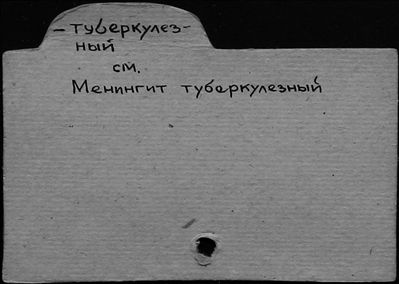 – туберкулез-
ный
см.
Менингит туберкулезный